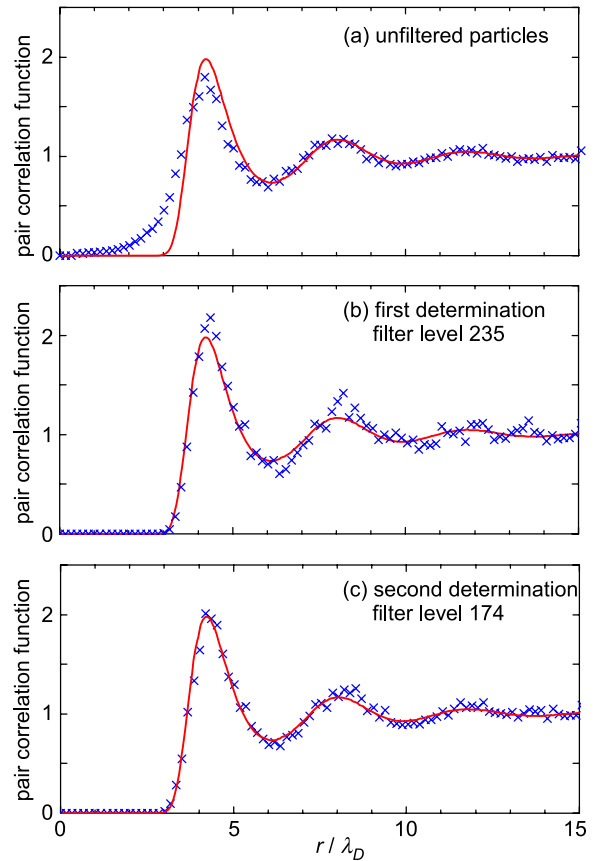 2
(a) unfiltered particles
1
0
pair correlation function
2
(b) first determination
filter level 235
1
0
pair correlation function
2
(c) second determination
filter level 174
1
0
pair correlation function
0 5 10 15
r / λD